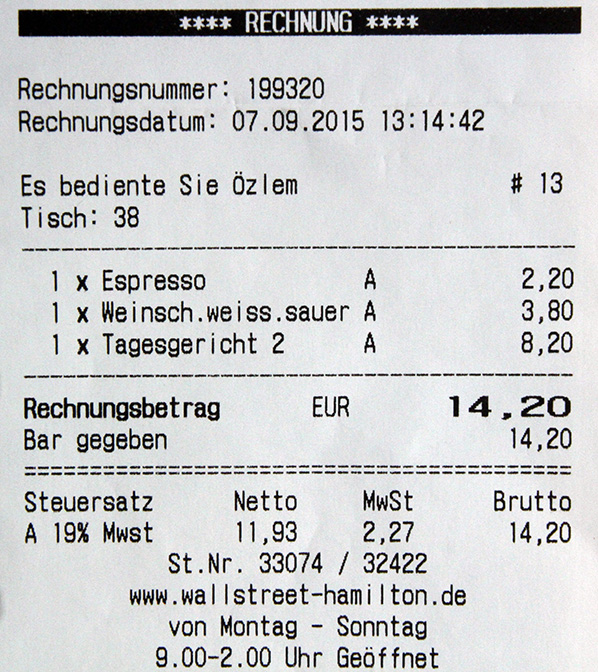 **** RECHNUNG ****
Rechnungsnummer: 199320
Rechnungsdatum: 07.09.2015 13:14:42
Es bediente Sie Özlem # 13
Tisch: 38
1 x Espresso A 2,20
1 x Weinsch.weiss.sauer A 3,80
1 x Tagesgericht 2 A 8,20
Rechnungsbetrag EUR 14,20
Bar gegeben 14,20
Steuersatz Netto MwSt Brutto
A 19% Mwst 11,93 2,27 14,20
St.Nr. 33074 / 32422
www.wallstreet-hamilton.de
von Montag - Sonntag
9.00-2.00 Uhr Geöffnet